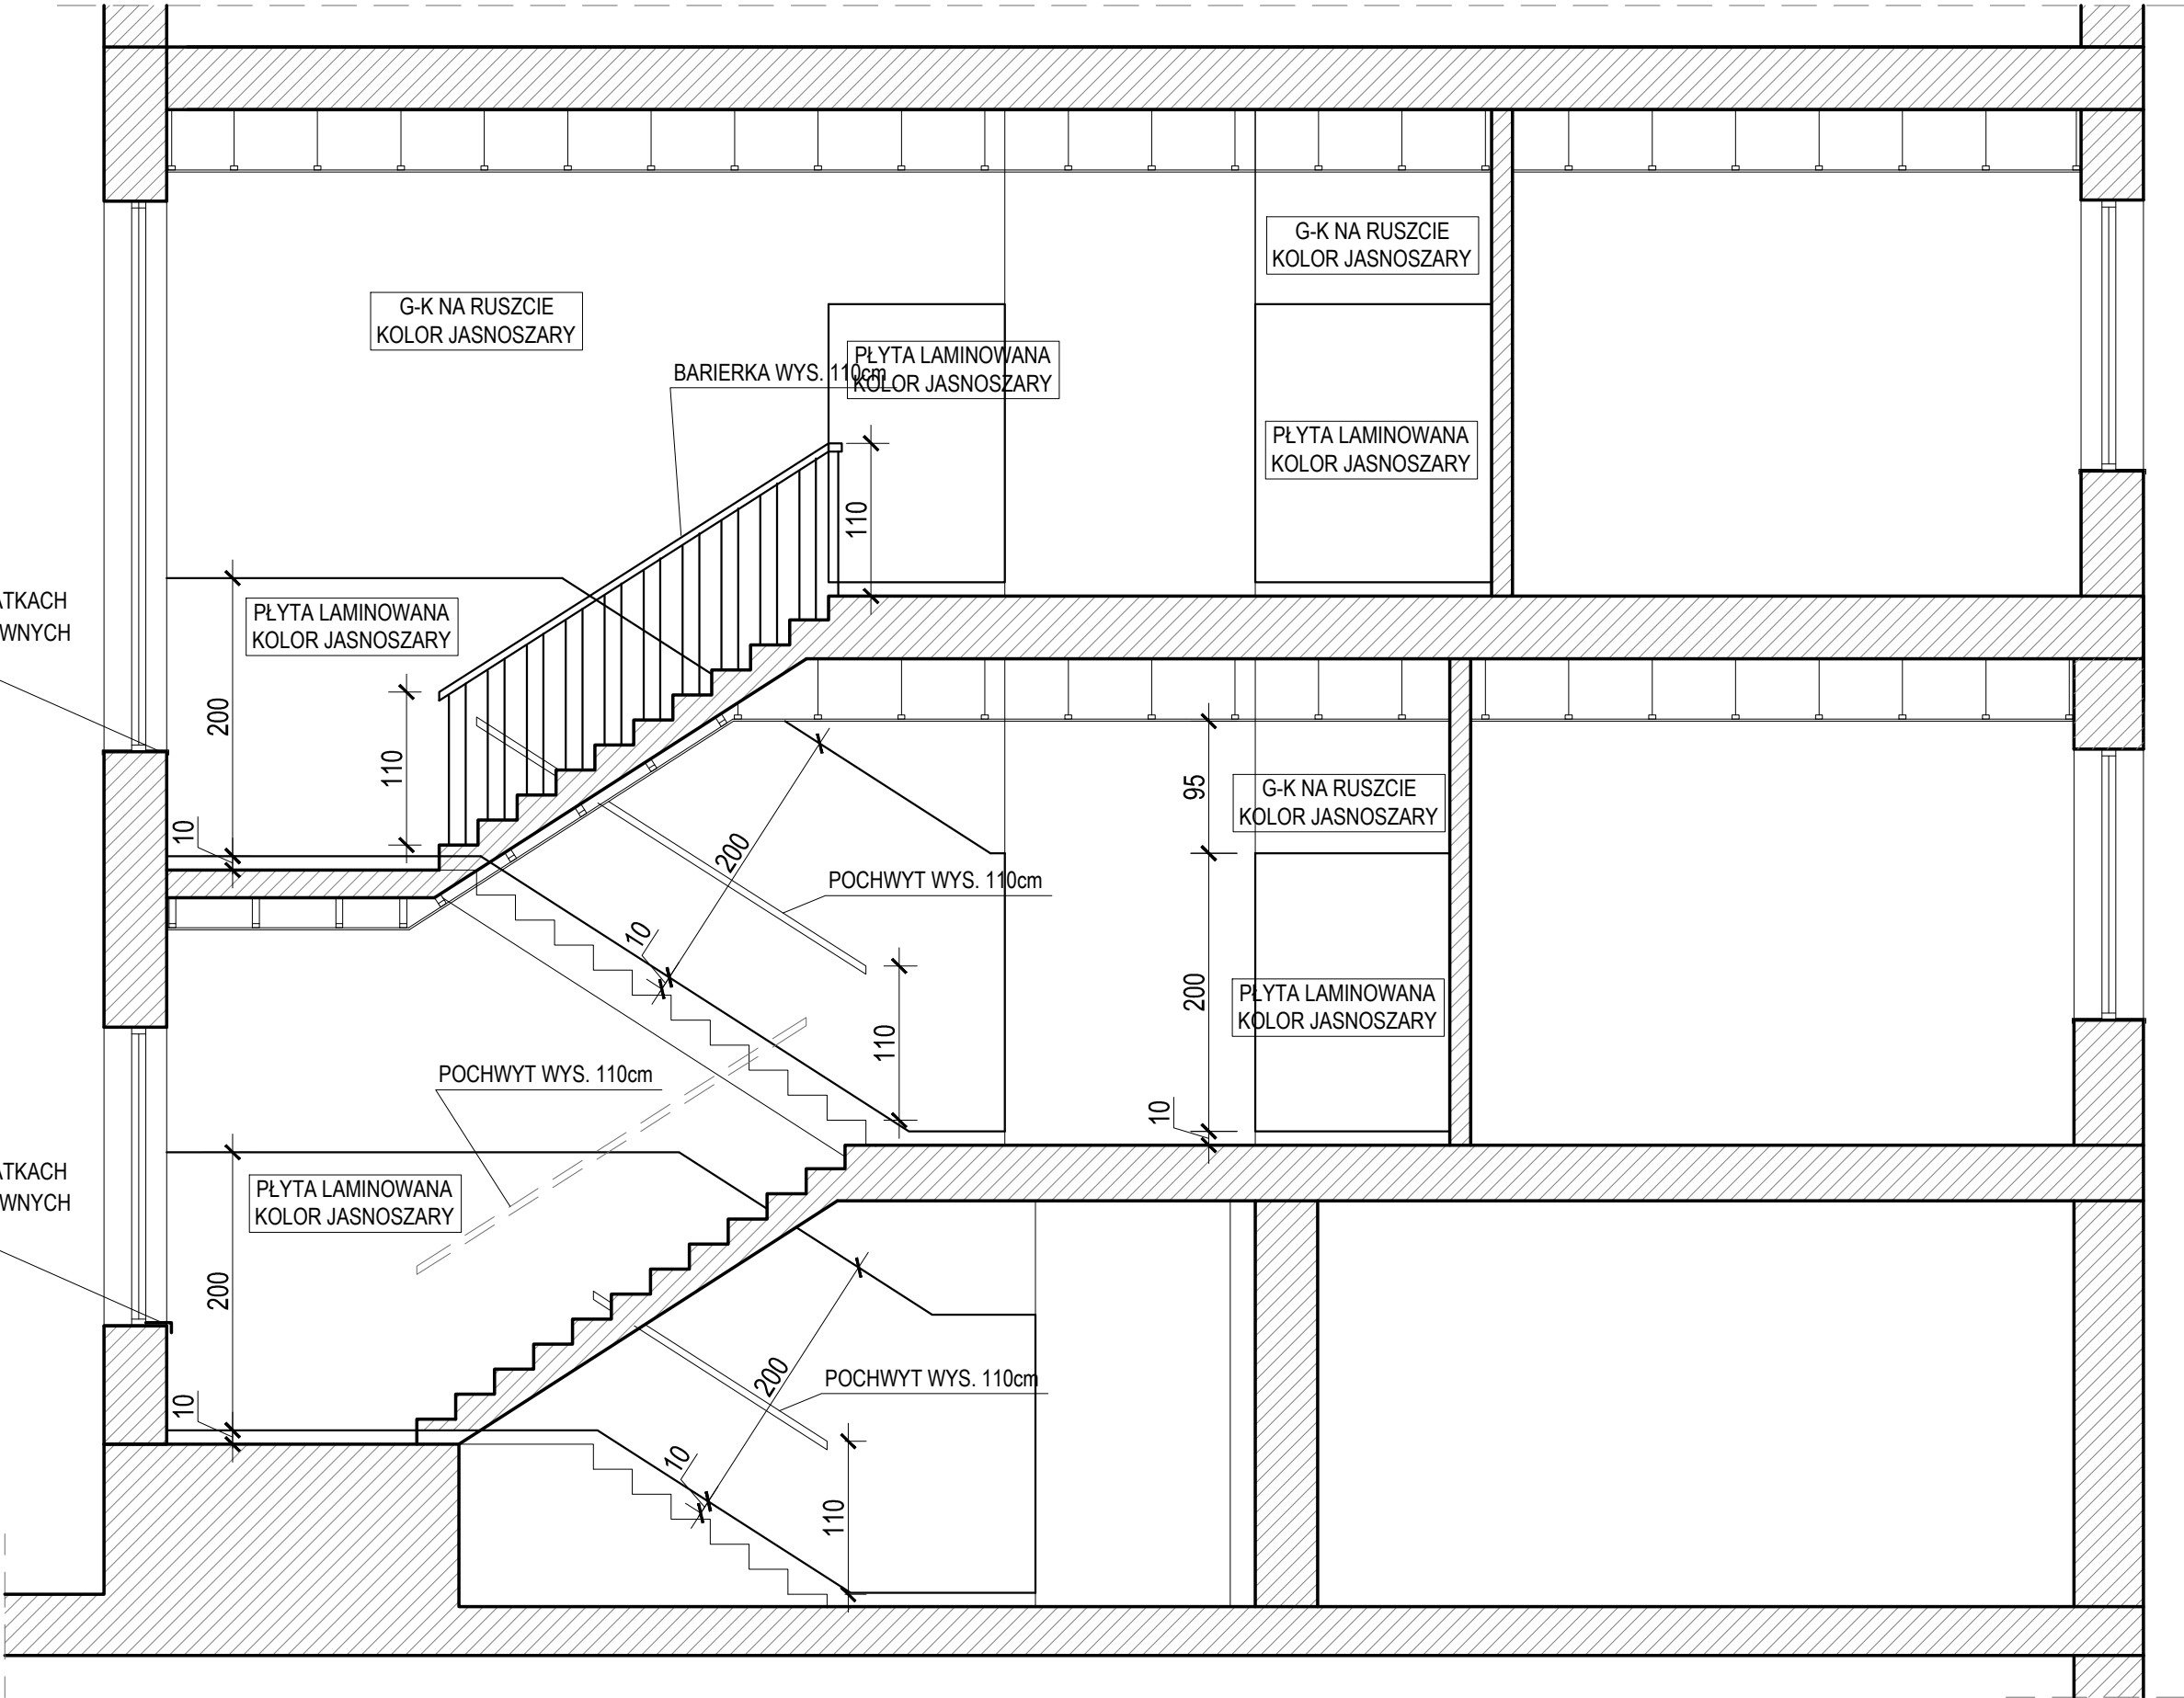 G-K NA RUSZCIE
KOLOR JASNOSZARY
G-K NA RUSZCIE
KOLOR JASNOSZARY
PŁYTA LAMINOWANA
KOLOR JASNOSZARY
BARIERKA WYS. 110cm
PŁYTA LAMINOWANA
KOLOR JASNOSZARY
110
ATKACH
WNYCH
PŁYTA LAMINOWANA
KOLOR JASNOSZARY
200
110
10
95
G-K NA RUSZCIE
KOLOR JASNOSZARY
200
POCHWYT WYS. 110cm
10
200
PŁYTA LAMINOWANA
KOLOR JASNOSZARY
110
POCHWYT WYS. 110cm
10
ATKACH
WNYCH
PŁYTA LAMINOWANA
KOLOR JASNOSZARY
200
200
POCHWYT WYS. 110cm
10
10
110